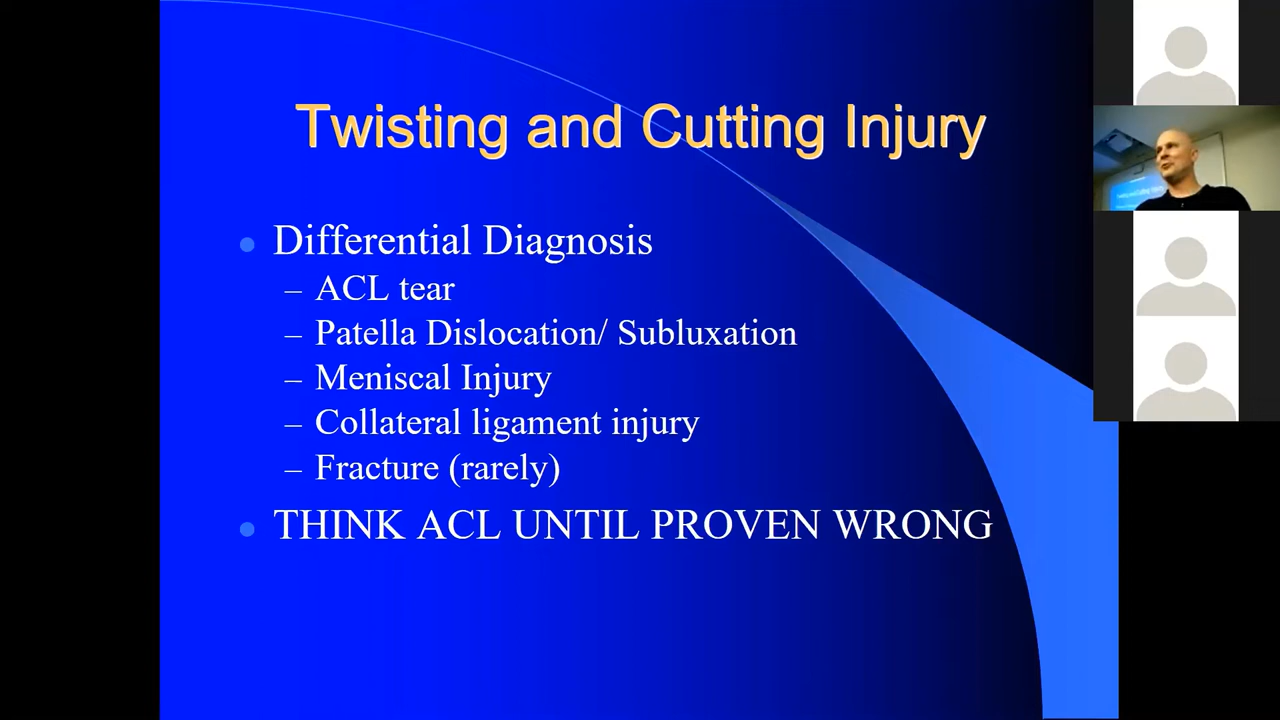 Twisting and Cutting Injury
Differential Diagnosis
– ACL tear
– Patella Dislocation/ Subluxation
– Meniscal Injury
– Collateral ligament injury
– Fracture (rarely)
THINK ACL UNTIL PROVEN WRONG